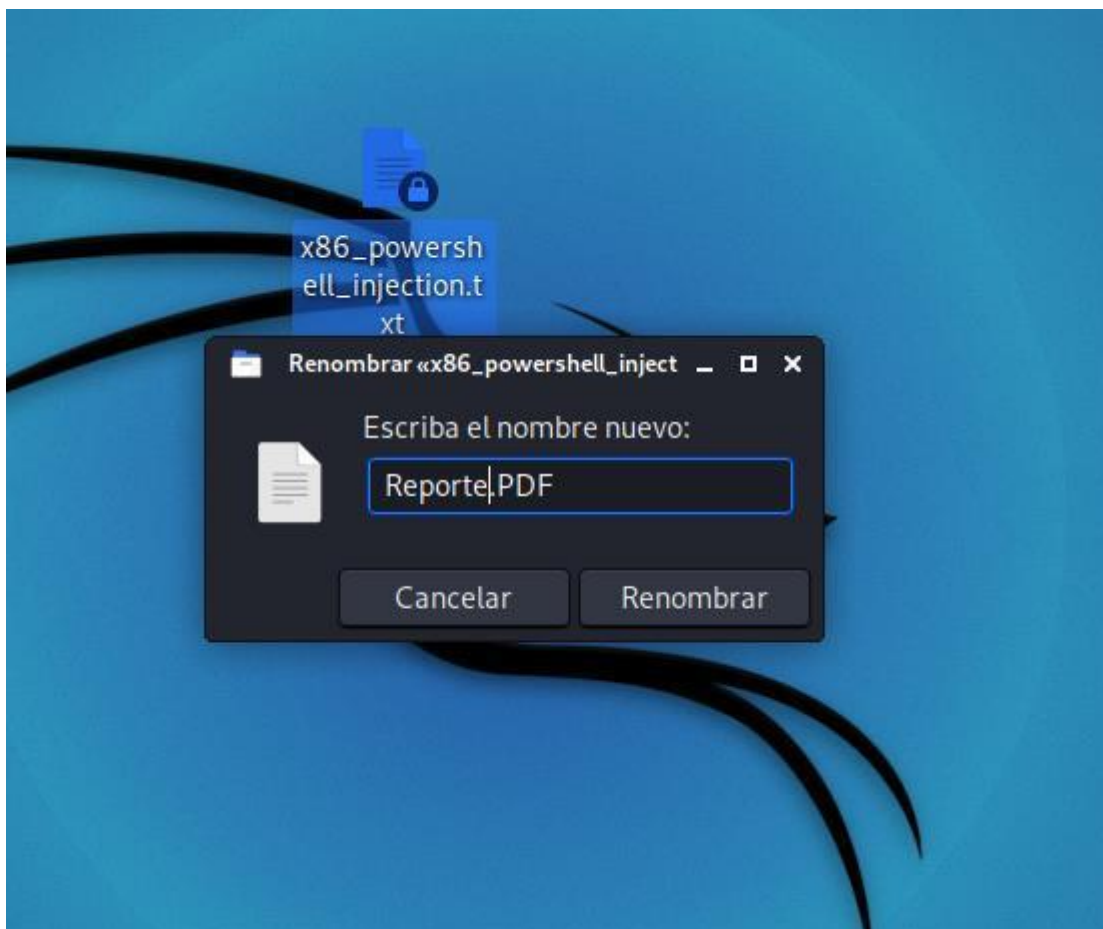 x86_powersh
ell_injection.t
xt
Renombrar «x86_powershell_inject
Escriba el nombre nuevo:
Reporte.PDF
Cancelar Renombrar